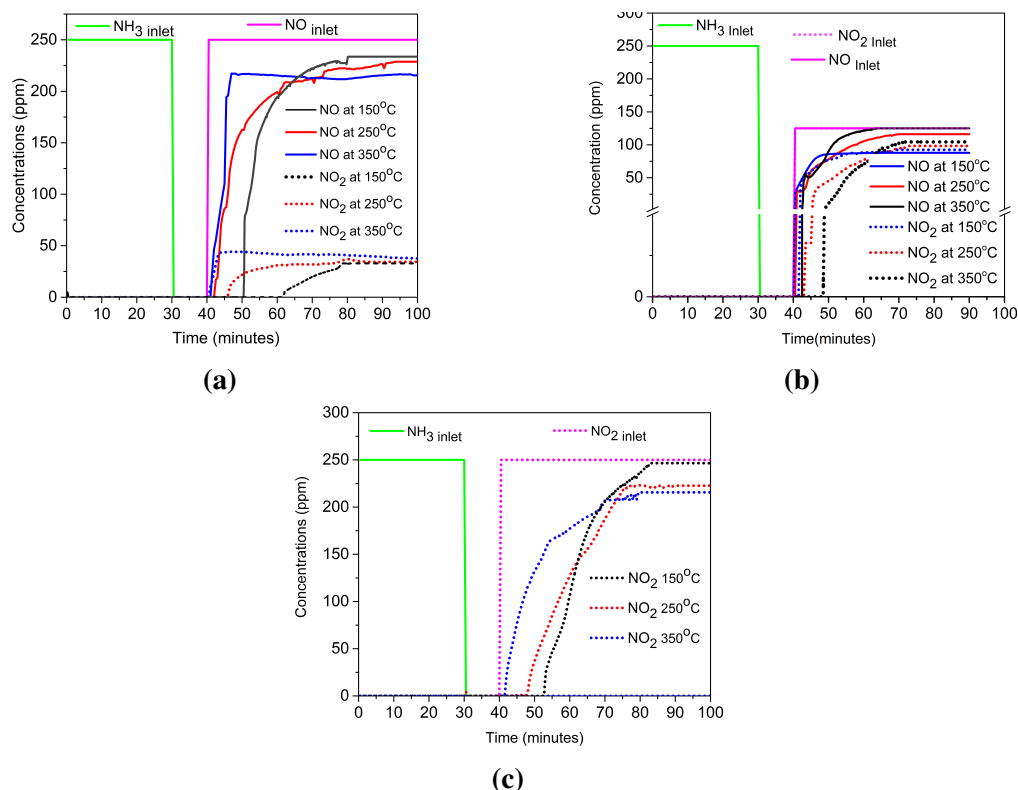 NH3 inlet
NO inlet
250
200
150
100
50
0
Concentrations (ppm)
NO at 150°C
NO at 250°C
NO at 350°C
NO2 at 150°C
NO2 at 250°C
NO2 at 350°C
0 10 20 30 40 50 60 70 80 90 100
Time (minutes)
(a)
300
250
200
150
100
50
0
Concentration (ppm)
NH3 Inlet
NO2 Inlet
NO Inlet
NO at 150°C
NO at 250°C
NO at 350°C
NO2 at 150°C
NO2 at 250°C
NO2 at 350°C
0 10 20 30 40 50 60 70 80 90 100
Time(minutes)
(b)
300
250
200
150
100
50
0
Concentrations (ppm)
NH3 inlet
NO2 inlet
NO2 150°C
NO2 250°C
NO2 350°C
0 10 20 30 40 50 60 70 80 90 100
Time (minutes)
(c)